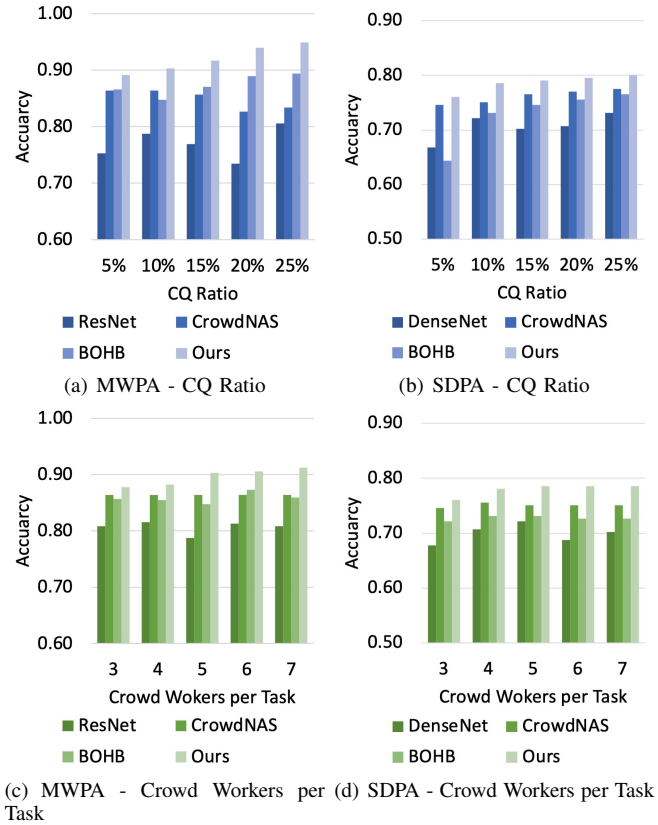 1.00
0.90
0.80
0.70
0.60
Accuarcy
5% 10% 15% 20% 25%
CQ Ratio
ResNet CrowdNAS
BOHB Ours
(a) MWPA - CQ Ratio
0.90
0.80
0.70
0.60
0.50
Accuarcy
5% 10% 15% 20% 25%
CQ Ratio
DenseNet CrowdNAS
BOHB Ours
(b) SDPA - CQ Ratio
1.00
0.90
0.80
0.70
0.60
Accuarcy
3 4 5 6 7
Crowd Wokers per Task
ResNet CrowdNAS
BOHB Ours
(c) MWPA - Crowd Workers per
Task
0.90
0.80
0.70
0.60
0.50
Accuarcy
3 4 5 6 7
Crowd Wokers per Task
DenseNet CrowdNAS
BOHB Ours
(d) SDPA - Crowd Workers per Task